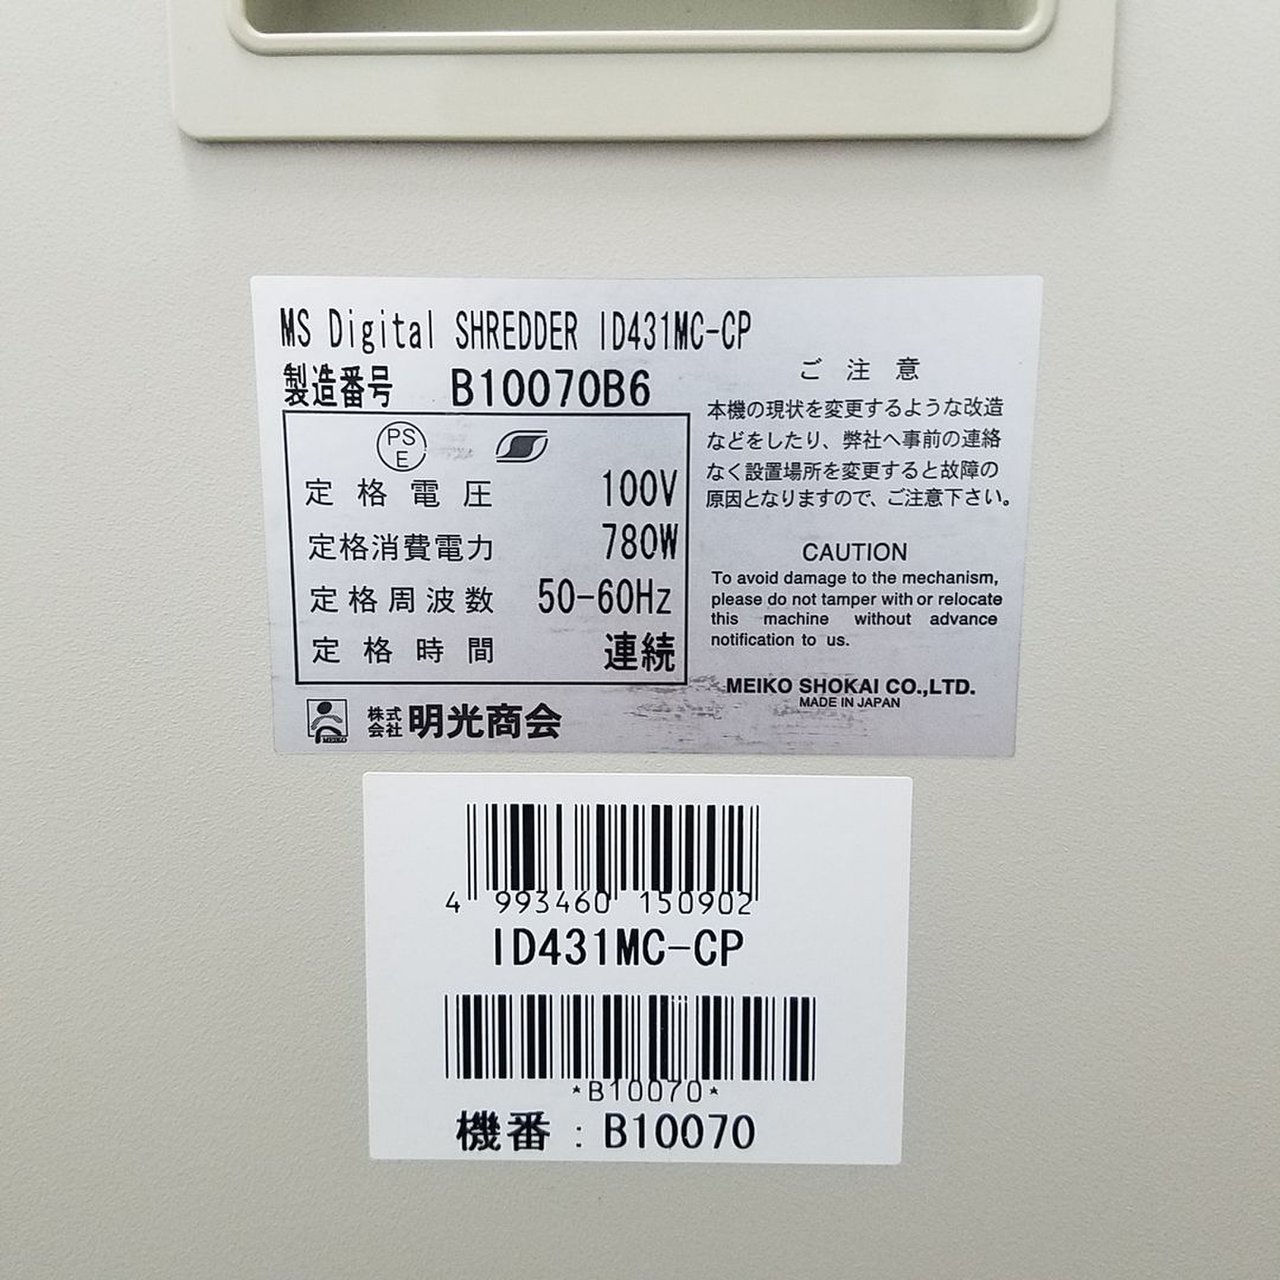 MS Digital SHREDDER ID431MC-CP
製造番号 B10070B6
PS
E
定格電圧 100V
定格消費電力 780W
定格周波数 50-60Hz
定格時間 連続
MEIKO
株式会社 明光商会
ご注意
本機の現状を変更するような改造
などをしたり、弊社へ事前の連絡
なく設置場所を変更すると故障の
原因となりますので、ご注意下さい。
CAUTION
To avoid damage to the mechanism,
please do not tamper with or relocate
this machine without advance
notification to us.
MEIKO SHOKAI CO.,LTD.
MADE IN JAPAN
4 993460 150902
ID431MC-CP
*B10070*
機番：B10070